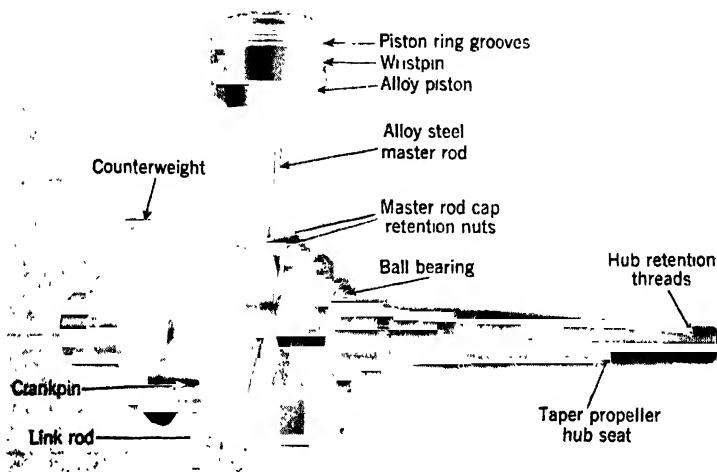 Piston ring grooves
Wristpin
Alloy piston
Alloy steel
master rod
Counterweight
Master rod cap
retention nuts
Ball bearing
Hub retention
threads
Crankpin
Taper propeller
hub seat
Link rod